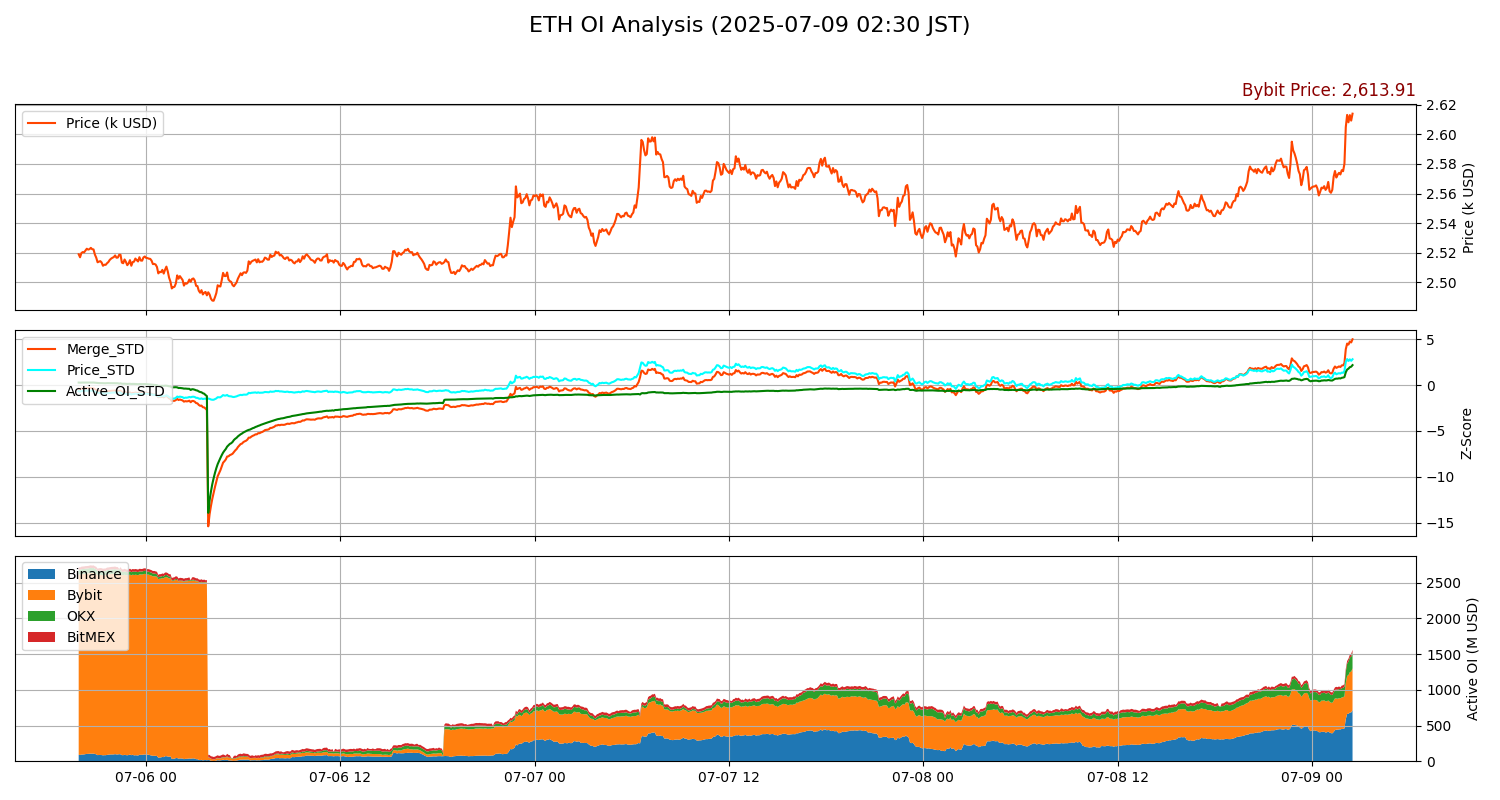 ETH OI Analysis (2025-07-09 02:30 JST)
Bybit Price: 2,613.91
Price (k USD)
2.62
2.60
2.58
2.56
2.54
2.52
2.50
Price (k USD)
Merge_STD
Price_STD
Active_OI_STD
5
0
−5
−10
−15
Z-Score
Binance
Bybit
OKX
BitMEX
2500
2000
1500
1000
500
0
Active OI (M USD)
07-06 00
07-06 12
07-07 00
07-07 12
07-08 00
07-08 12
07-09 00